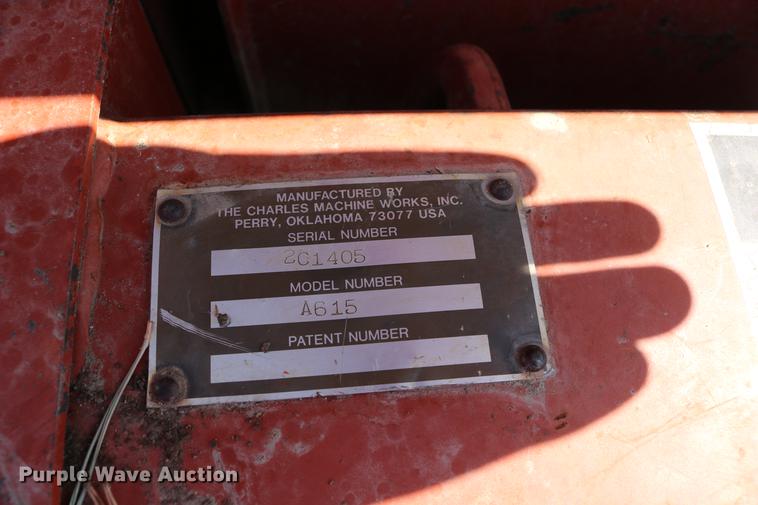 MANUFACTURED BY
THE CHARLES MACHINE WORKS, INC.
PERRY, OKLAHOMA 73077 USA
SERIAL NUMBER
2C1405
MODEL NUMBER
A615
PATENT NUMBER
Purple Wave Auction